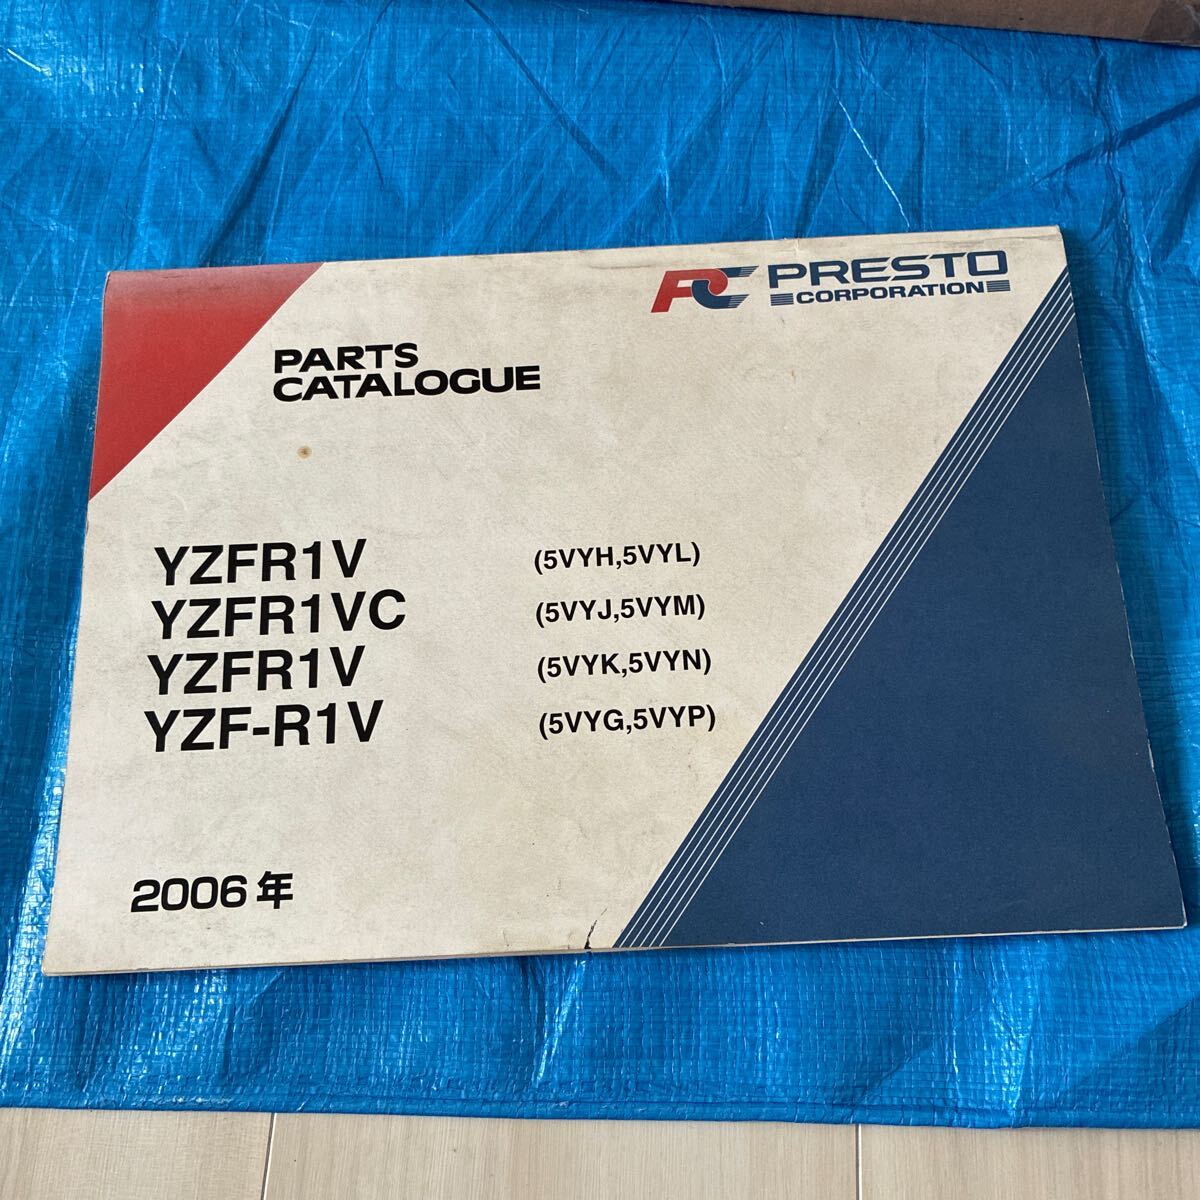 PC PRESTO
CORPORATION
PARTS
CATALOGUE
YZFR1V (5VYH,5VYL)
YZFR1VC (5VYJ,5VYM)
YZFR1V (5VYK,5VYN)
YZF-R1V (5VYG,5VYP)
2006年